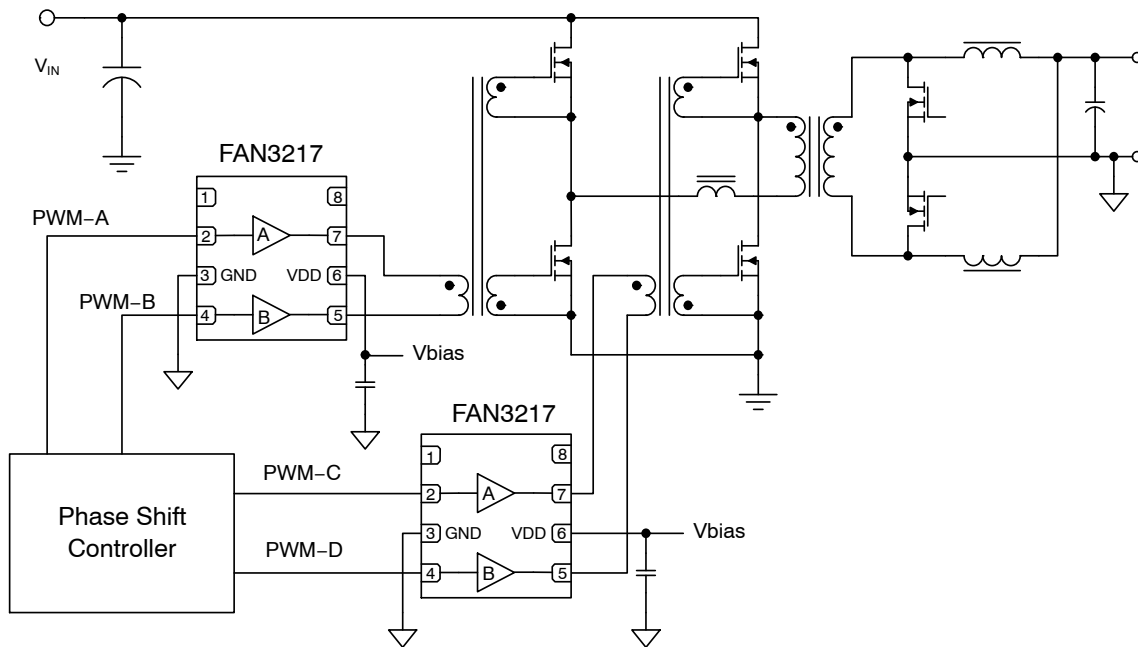 V_IN
FAN3217
1 8
PWM−A
2 A 7
3 GND VDD 6
PWM−B
4 B 5
Vbias
FAN3217
1 8
PWM−C
2 A 7
Phase Shift
Controller
3 GND VDD 6
Vbias
PWM−D
4 B 5